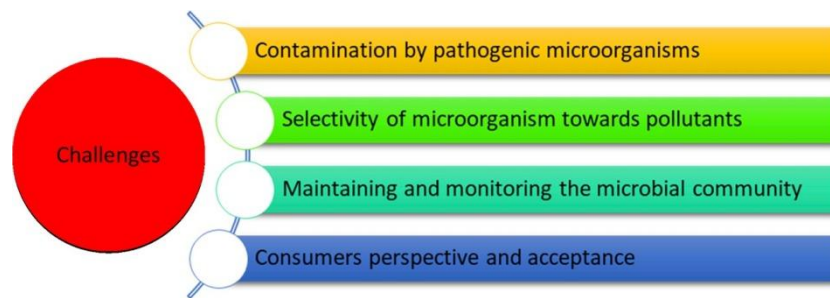 Challenges
Contamination by pathogenic microorganisms
Selectivity of microorganism towards pollutants
Maintaining and monitoring the microbial community
Consumers perspective and acceptance